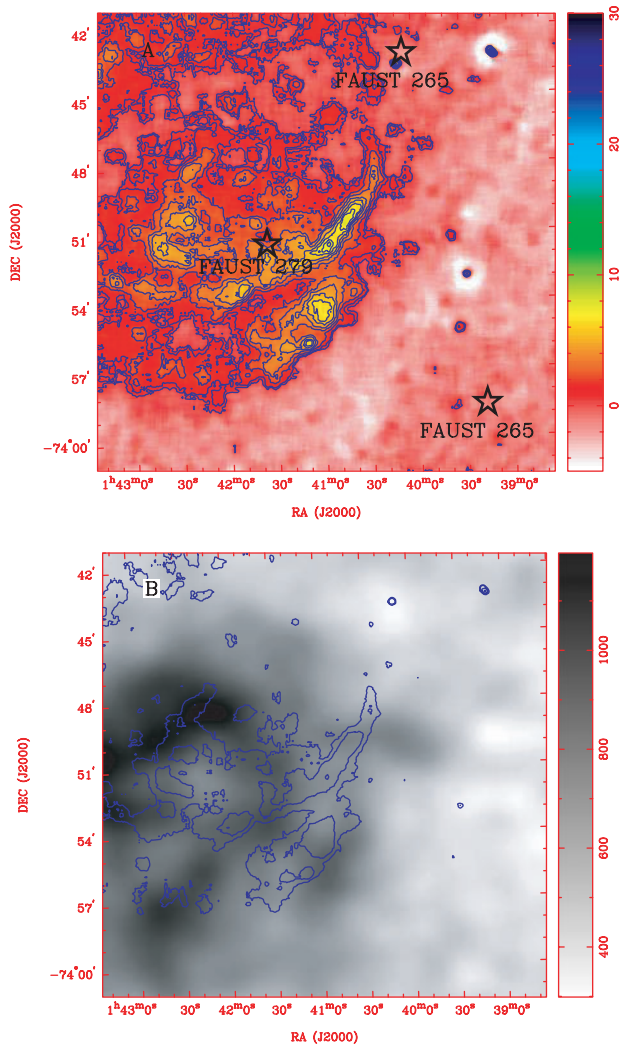 A
FAUST 265
FAUST 279
FAUST 265
42'
45'
48'
51'
54'
57'
-74°00'
DEC (J2000)
1h43m0s 30s 42m0s 30s 41m0s 30s 40m0s 30s 39m0s
RA (J2000)
30
20
10
0
B
42'
45'
48'
51'
54'
57'
-74°00'
DEC (J2000)
1h43m0s 30s 42m0s 30s 41m0s 30s 40m0s 30s 39m0s
RA (J2000)
1000
800
600
400